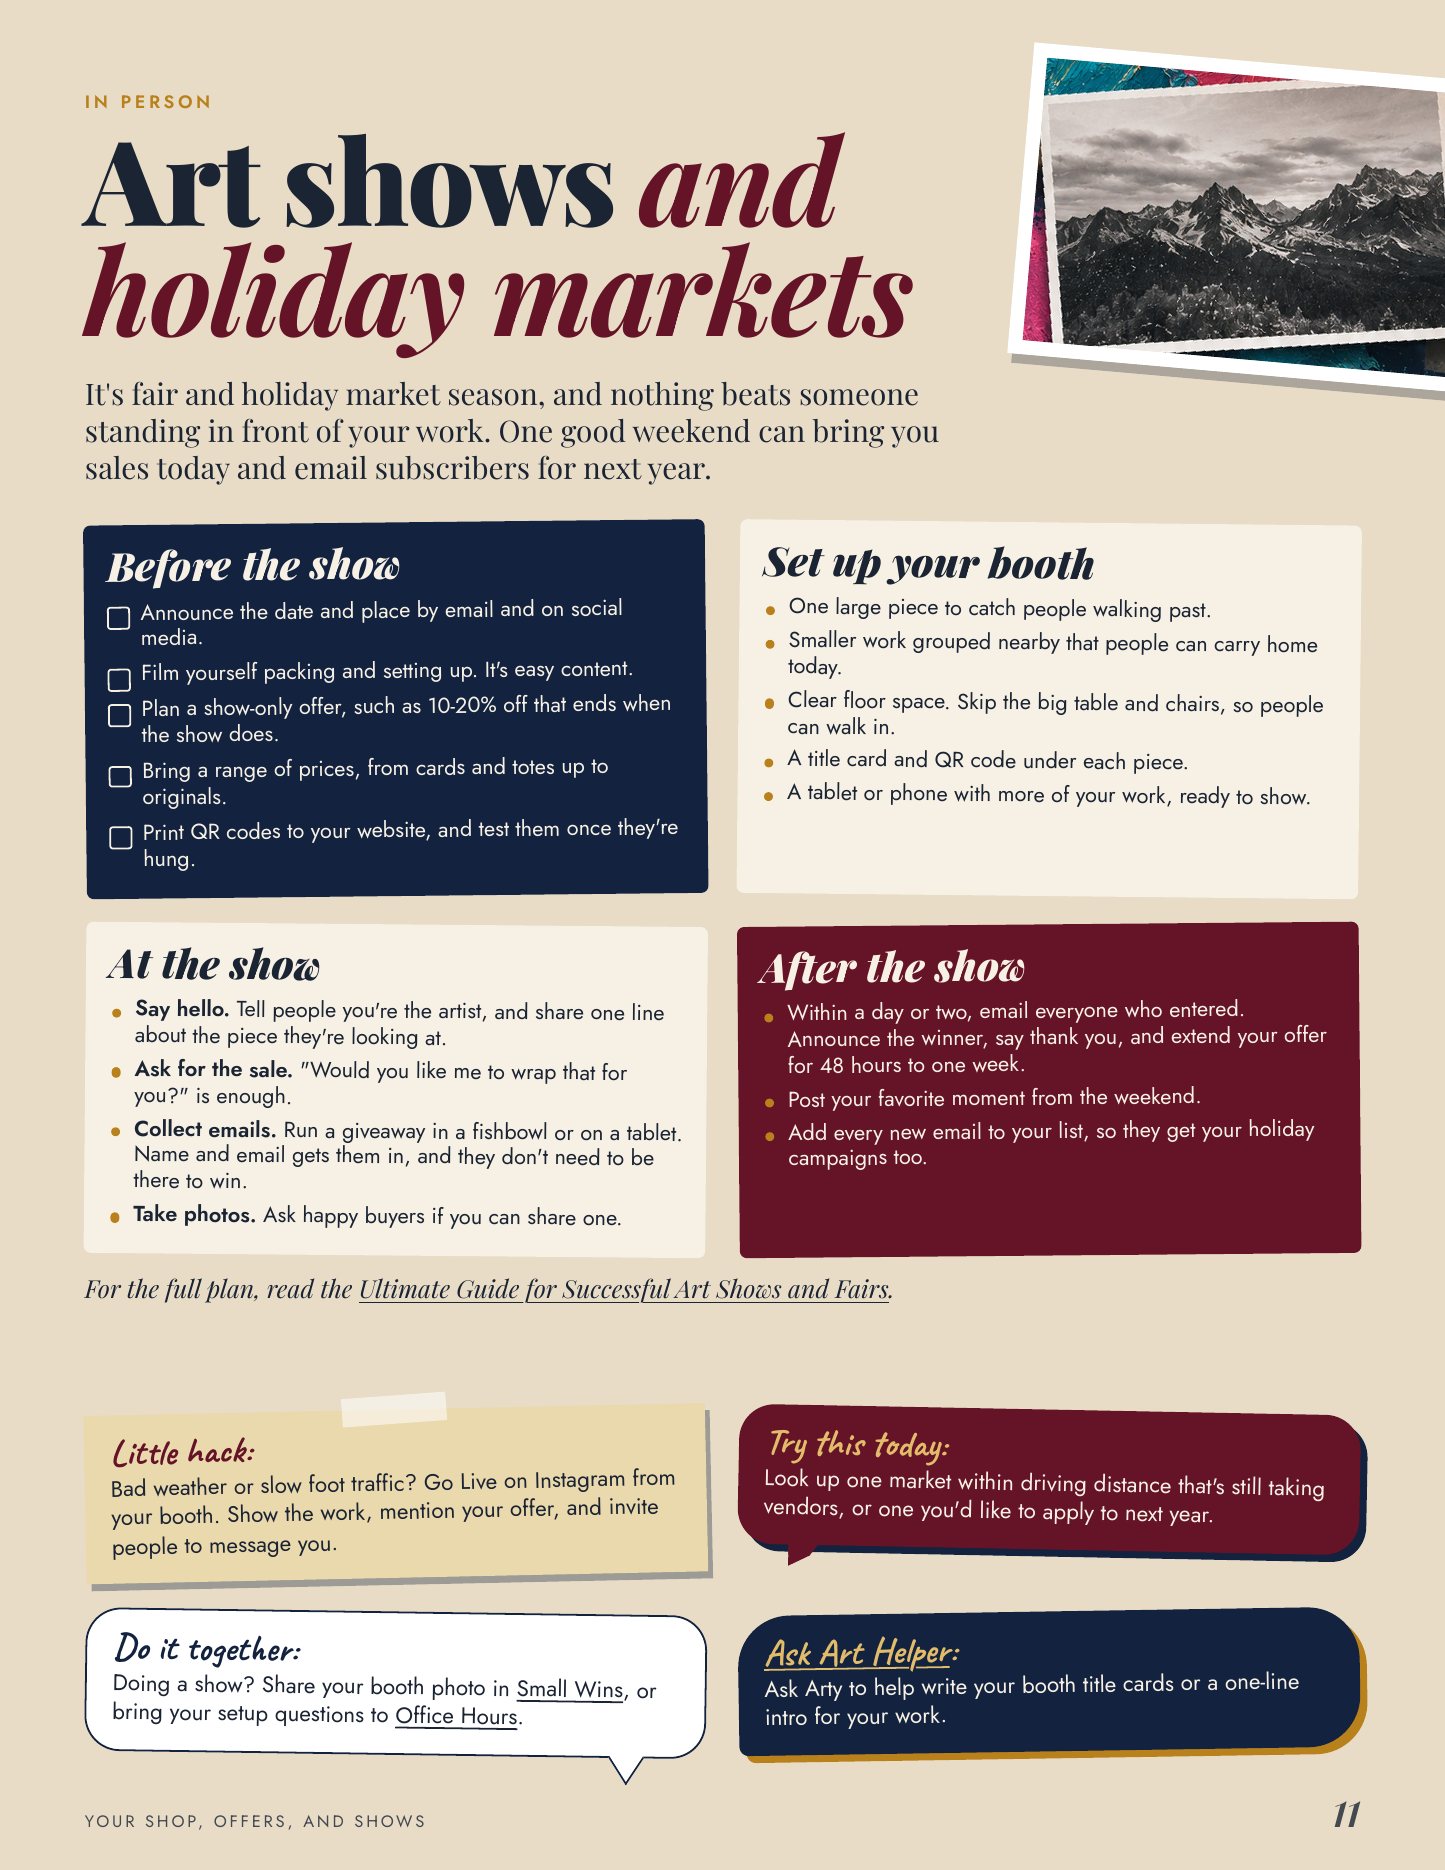 IN PERSON
Art shows and
holiday markets
It's fair and holiday market season, and nothing beats someone
standing in front of your work. One good weekend can bring you
sales today and email subscribers for next year.
Before the show
Announce the date and place by email and on social
media.
Film yourself packing and setting up. It's easy content.
Plan a show-only offer, such as 10-20% off that ends when
the show does.
Bring a range of prices, from cards and totes up to
originals.
Print QR codes to your website, and test them once they're
hung.
Set up your booth
One large piece to catch people walking past.
Smaller work grouped nearby that people can carry home
today.
Clear floor space. Skip the big table and chairs, so people
can walk in.
A title card and QR code under each piece.
A tablet or phone with more of your work, ready to show.
At the show
Say hello. Tell people you're the artist, and share one line
about the piece they're looking at.
Ask for the sale. "Would you like me to wrap that for
you?" is enough.
Collect emails. Run a giveaway in a fishbowl or on a tablet.
Name and email gets them in, and they don't need to be
there to win.
Take photos. Ask happy buyers if you can share one.
After the show
Within a day or two, email everyone who entered.
Announce the winner, say thank you, and extend your offer
for 48 hours to one week.
Post your favorite moment from the weekend.
Add every new email to your list, so they get your holiday
campaigns too.
For the full plan, read the Ultimate Guide for Successful Art Shows and Fairs.
Little hack:
Bad weather or slow foot traffic? Go Live on Instagram from
your booth. Show the work, mention your offer, and invite
people to message you.
Try this today:
Look up one market within driving distance that's still taking
vendors, or one you'd like to apply to next year.
Do it together:
Doing a show? Share your booth photo in Small Wins, or
bring your setup questions to Office Hours.
Ask Art Helper:
Ask Arty to help write your booth title cards or a one-line
intro for your work.
YOUR SHOP, OFFERS, AND SHOWS
11